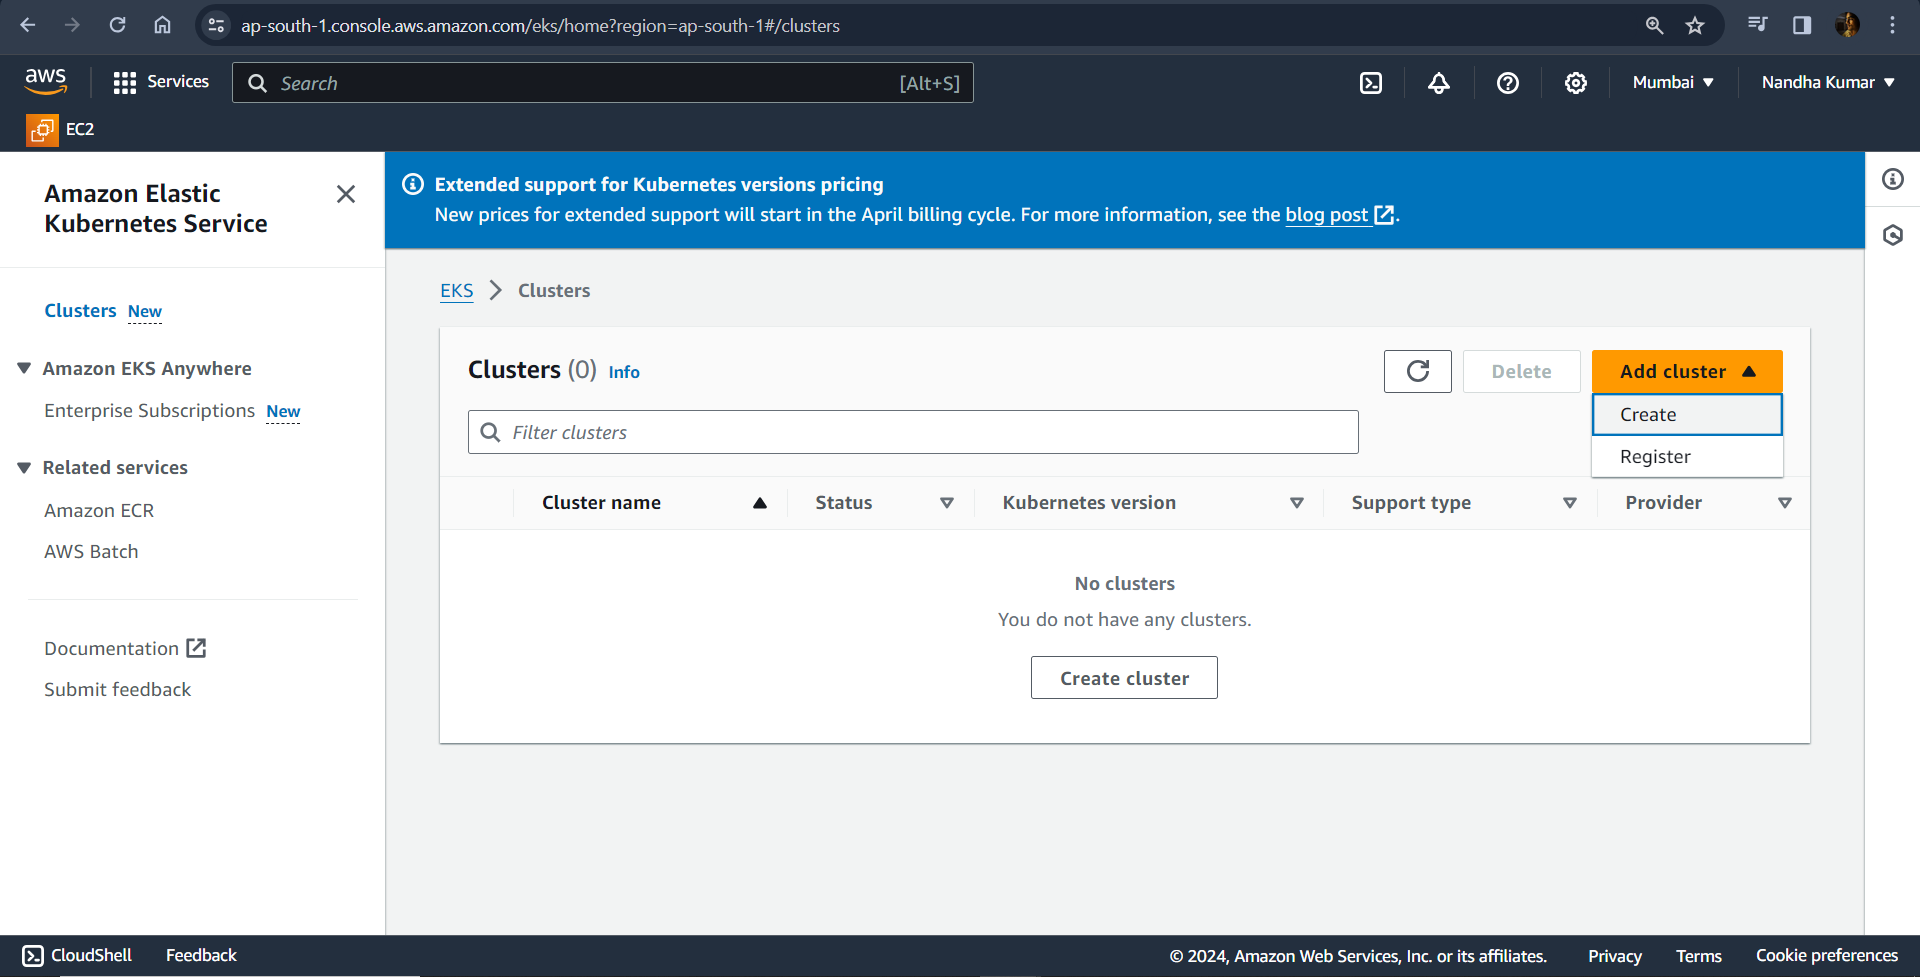 ap-south-1.console.aws.amazon.com/eks/home?region=ap-south-1#/clusters
aws Services Search [Alt+S] Mumbai Nandha Kumar
EC2
Amazon Elastic
Kubernetes Service
Clusters New
Amazon EKS Anywhere
Enterprise Subscriptions New
Related services
Amazon ECR
AWS Batch
Documentation
Submit feedback
Extended support for Kubernetes versions pricing
New prices for extended support will start in the April billing cycle. For more information, see the blog post.
EKS Clusters
Clusters (0) Info Delete Add cluster
Create
Register
Filter clusters
Cluster name Status Kubernetes version Support type Provider
No clusters
You do not have any clusters.
Create cluster
CloudShell Feedback © 2024, Amazon Web Services, Inc. or its affiliates. Privacy Terms Cookie preferences